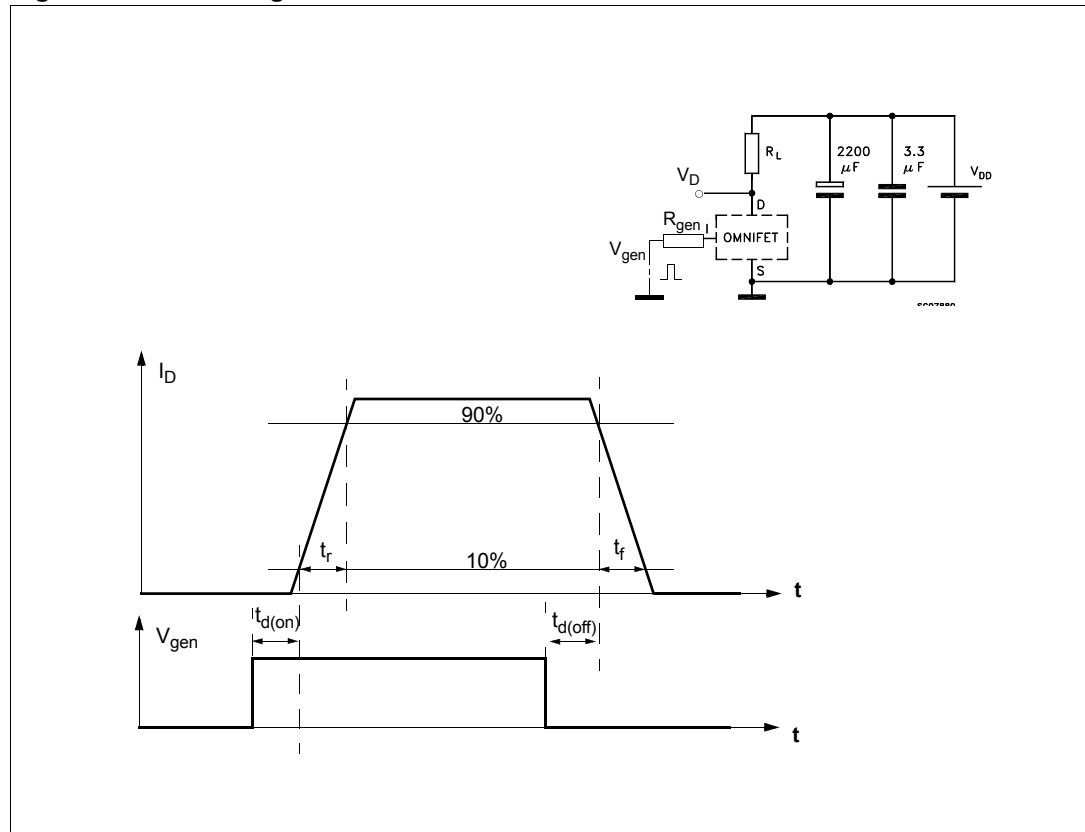 R_L
2200
µF
3.3
µF
V_DD
V_D
D
R_gen
I
OMNIFET
V_gen
S
I_D
90%
t_r
10%
t_f
t
t_d(on)
t_d(off)
V_gen
t